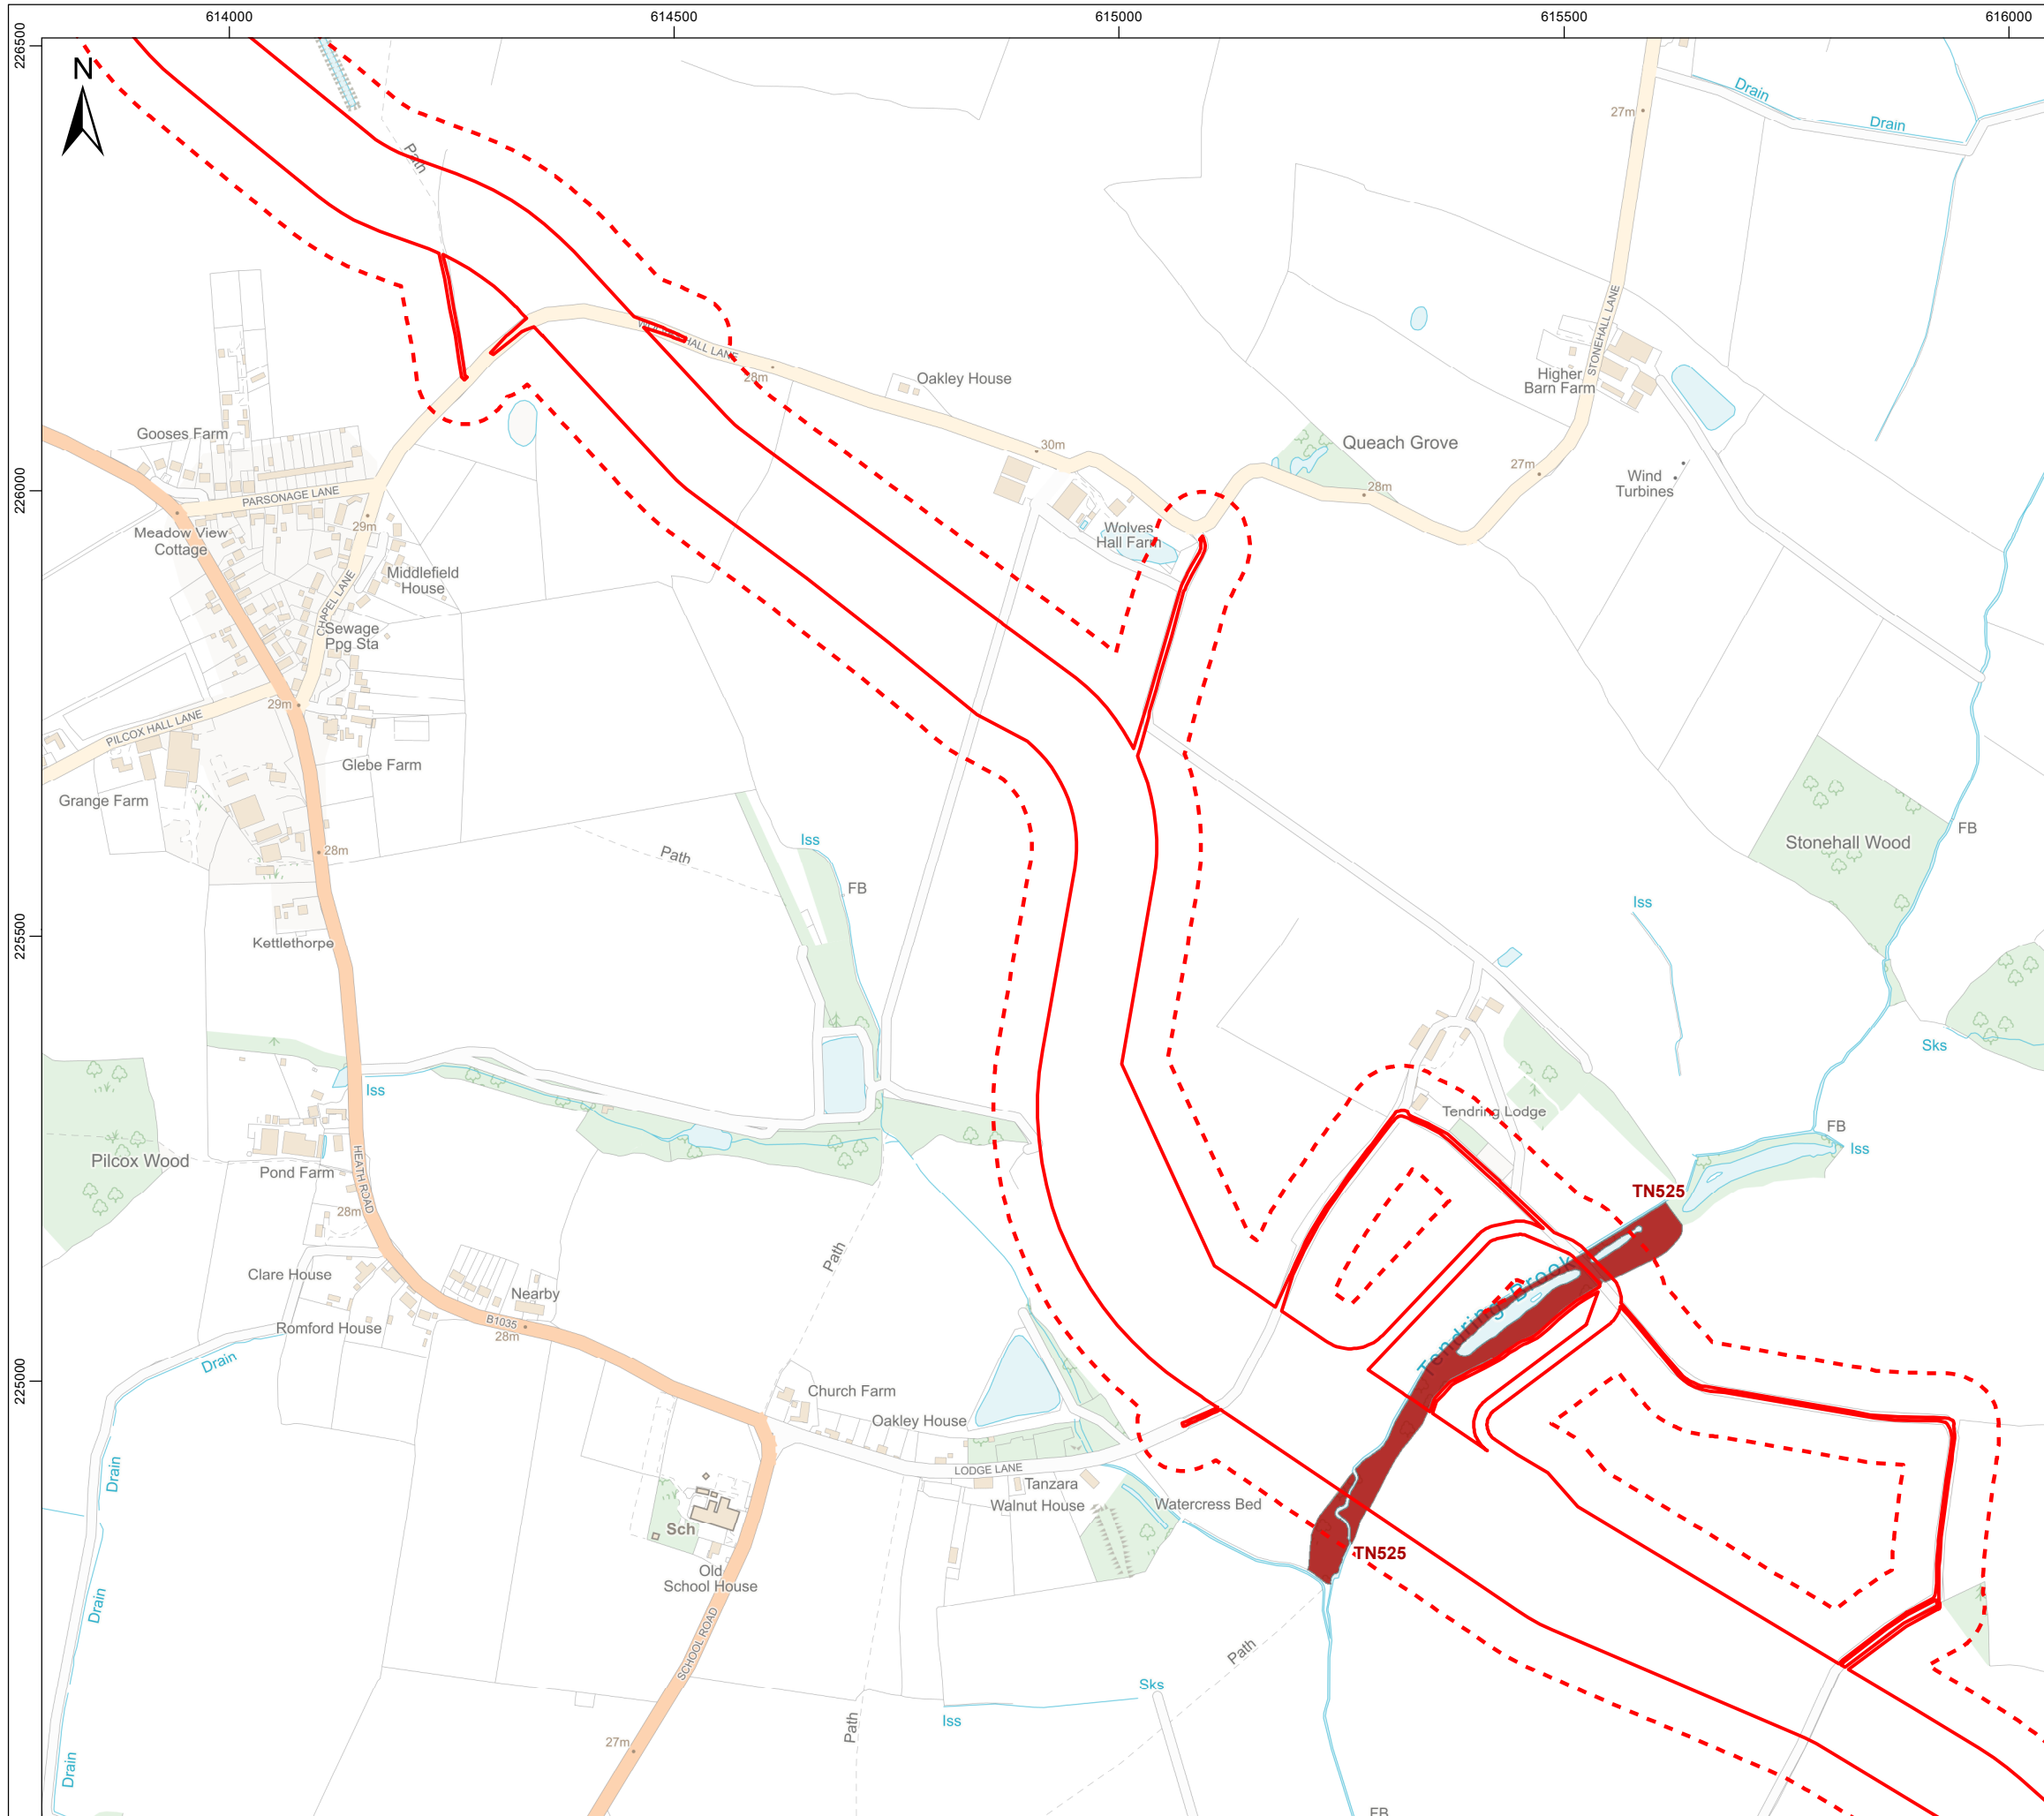 614000
614500
615000
615500
616000
226500
N
Drain
Drain
27m
Path
HALL LANE
28m
Oakley House
STONEHALL LANE
Higher
Barn Farm
Gooses Farm
30m
Queach Grove
226000
PARSONAGE LANE
27m
28m
Wind
Turbines
Meadow View
Cottage
29m
Wolves
Hall Farm
Middlefield
House
CHAPEL LANE
Sewage
Ppg Sta
29m
PILCOX HALL LANE
Glebe Farm
Grange Farm
28m
Path
Iss
FB
FB
Stonehall Wood
Iss
225500
Kettlethorpe
Sks
Iss
Tendring Lodge
FB
Iss
Pilcox Wood
Pond Farm
HEATH ROAD
28m
TN525
Path
Clare House
Nearby
Tendring Brook
Romford House
B1035
28m
Drain
225000
Church Farm
Oakley House
LODGE LANE
Tanzara
Walnut House
Watercress Bed
Drain
Sch
TN525
Old
School House
Drain
SCHOOL ROAD
Path
Sks
Iss
Path
27m
Drain
FB